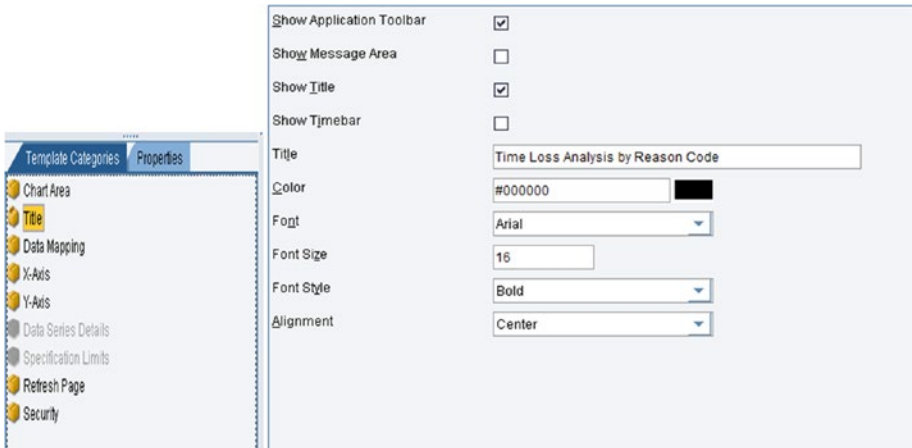 Template Categories Properties
Chart Area
Title
Data Mapping
X-Axis
Y-Axis
Data Series Details
Specification Limits
Refresh Page
Security
Show Application Toolbar
Show Message Area
Show Title
Show Timebar
Title Time Loss Analysis by Reason Code
Color #000000
Font Arial
Font Size 16
Font Style Bold
Alignment Center